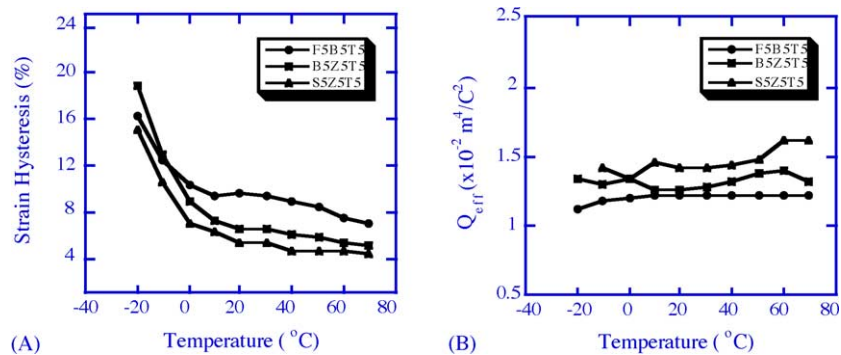 24
20
16
12
8
4
-40
-20
0
20
40
60
80
Strain Hysteresis (%)
Temperature ( °C)
F5B5T5
B5Z5T5
S5Z5T5
(A)
2.5
2
1.5
1
0.5
-40
-20
0
20
40
60
80
Q_eff (x10⁻² m⁴/C²)
Temperature ( °C)
F5B5T5
B5Z5T5
S5Z5T5
(B)